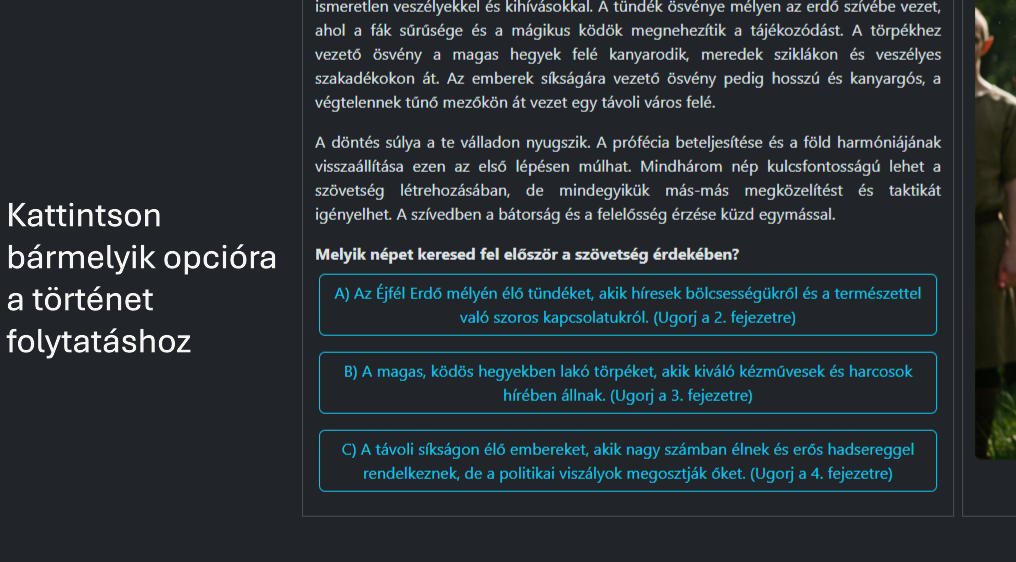 ismeretlen veszélyekkel és kihívásokkal. A tündék ösvénye mélyen az erdő szívébe vezet,
ahol a fák sűrűsége és a mágikus ködök megnehezítik a tájékozódást. A törpékhez
vezető ösvény a magas hegyek felé kanyarodik, meredek sziklákon és veszélyes
szakadékokon át. Az emberek síkságára vezető ösvény pedig hosszú és kanyargós, a
végtelennek tűnő mezőkön át vezet egy távoli város felé.
A döntés súlya a te válladon nyugszik. A prófécia beteljesítése és a föld harmóniájának
visszaállítása ezen az első lépésen múlhat. Mindhárom nép kulcsfontosságú lehet a
szövetség létrehozásában, de mindegyikük más-más megközelítést és taktikát
igényelhet. A szívedben a bátorság és a felelősség érzése küzd egymással.
Melyik népet keresed fel először a szövetség érdekében?
A) Az Éjfél Erdő mélyén élő tündéket, akik híresek bölcsességükről és a természettel
való szoros kapcsolatukról. (Ugorj a 2. fejezetre)
B) A magas, ködös hegyekben lakó törpéket, akik kiváló kézművesek és harcosok
hírében állnak. (Ugorj a 3. fejezetre)
C) A távoli síkságon élő embereket, akik nagy számban élnek és erős hadsereggel
rendelkeznek, de a politikai viszályok megosztják őket. (Ugorj a 4. fejezetre)
Kattintson
bármelyik opcióra
a történet
folytatáshoz